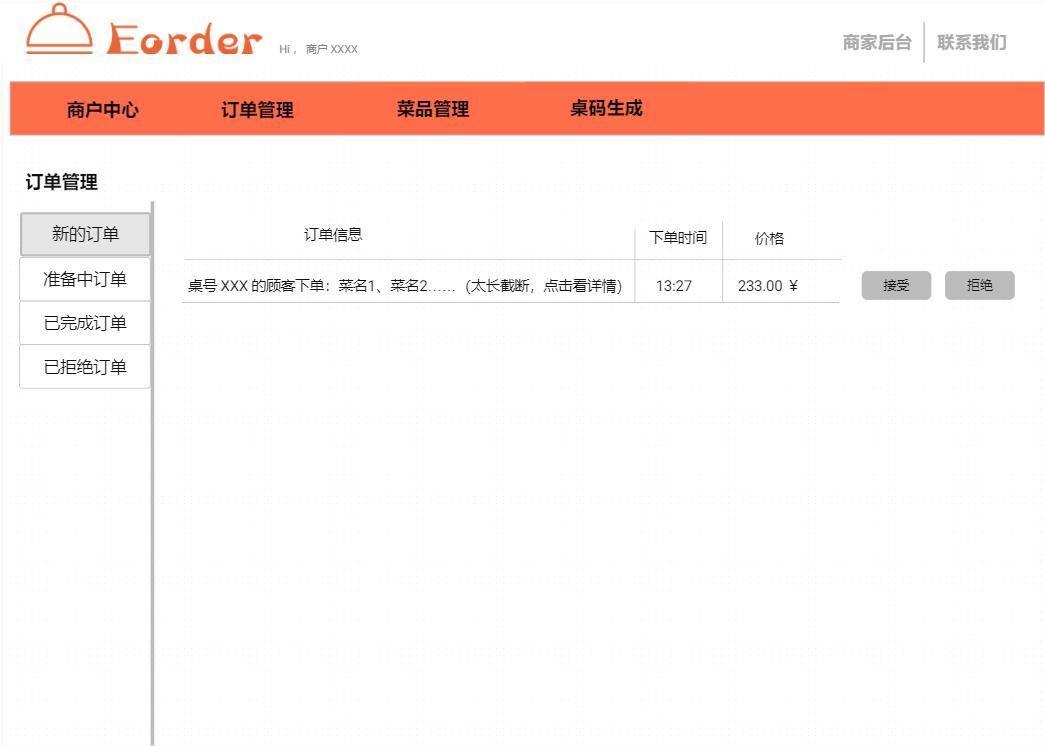 Eorder Hi， 商户 XXXX 商家后台 联系我们
商户中心 订单管理 菜品管理 桌码生成
订单管理
新的订单
准备中订单
已完成订单
已拒绝订单
订单信息 下单时间 价格
桌号 XXX 的顾客下单：菜名1、菜名2……（太长截断，点击看详情） 13:27 233.00 ¥ 接受 拒绝